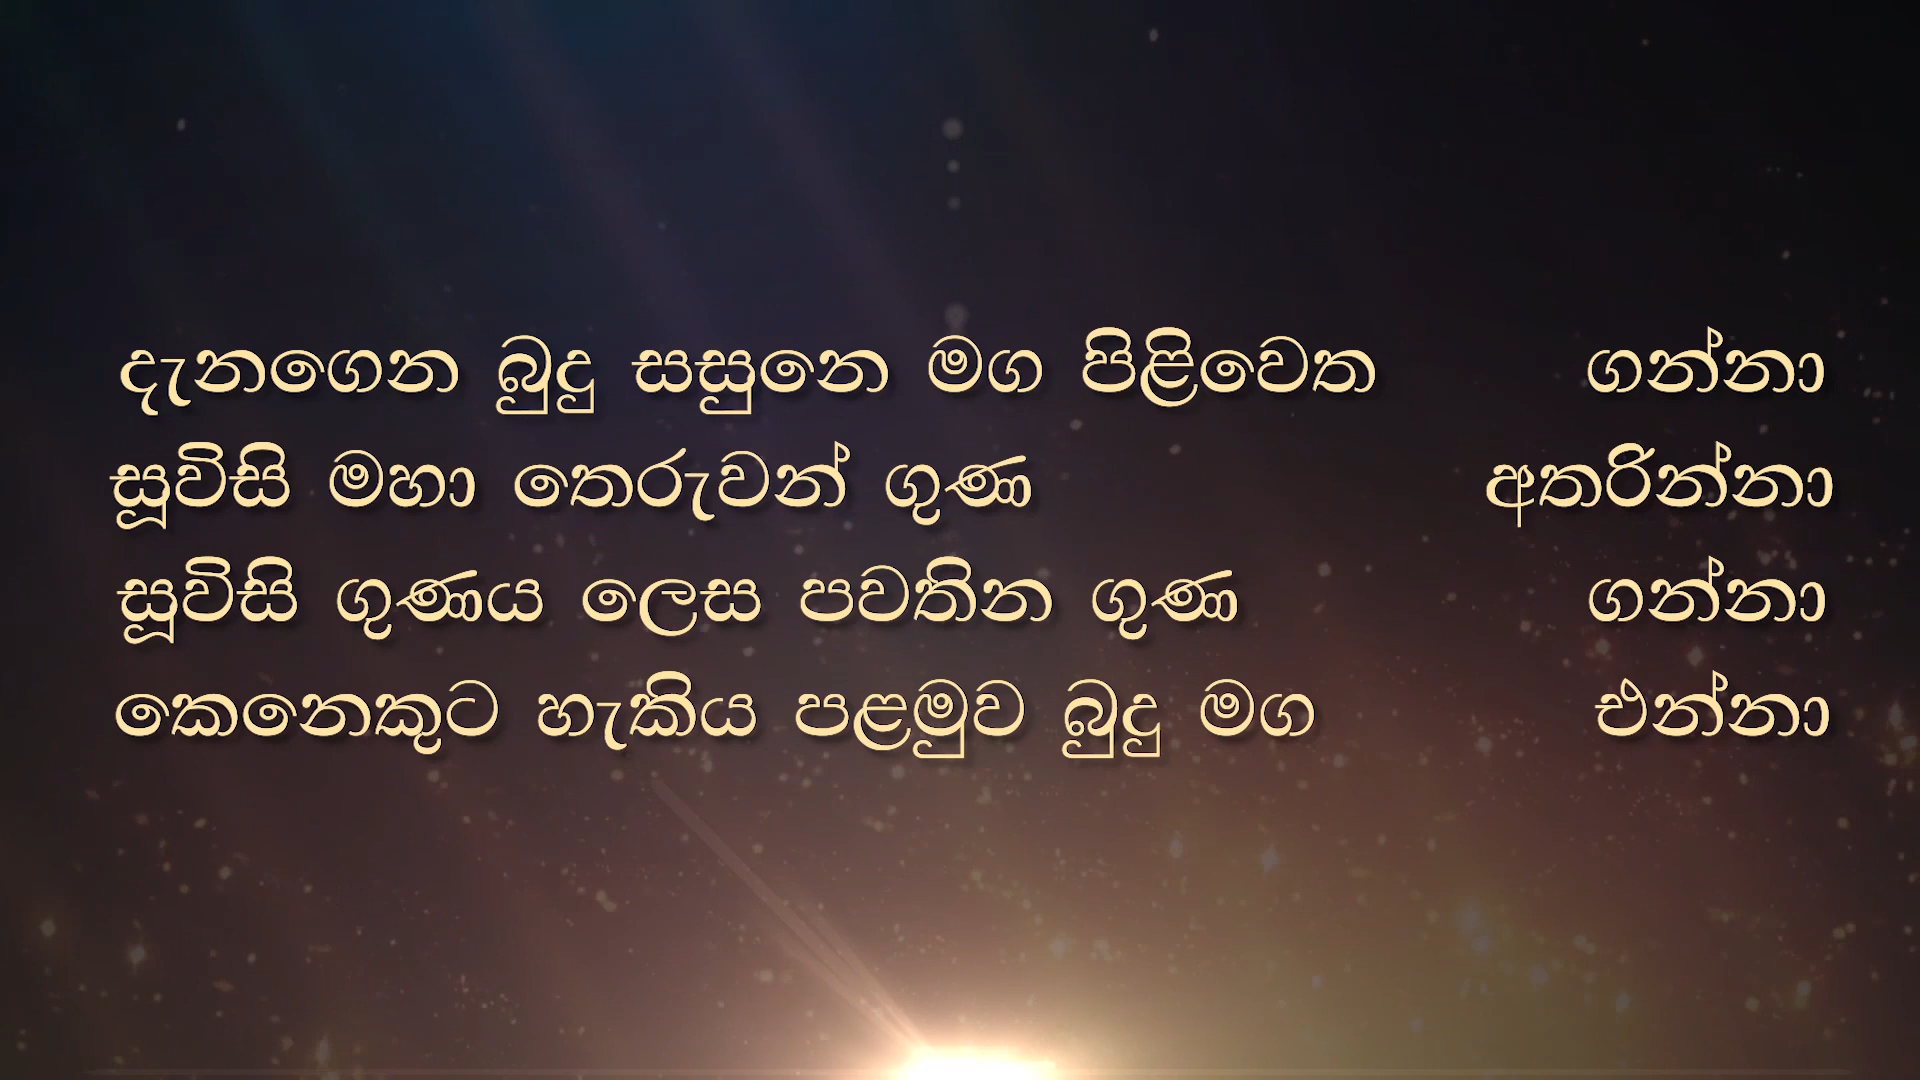 දැනගෙන බුදු සසුනෙ මග පිළිවෙත ගන්නා
සූවිසි මහා තෙරුවන් ගුණ අතරින්නා
සූවිසි ගුණය ලෙස පවතින ගුණ ගන්නා
කෙනෙකුට හැකිය පළමුව බුදු මග එන්නා